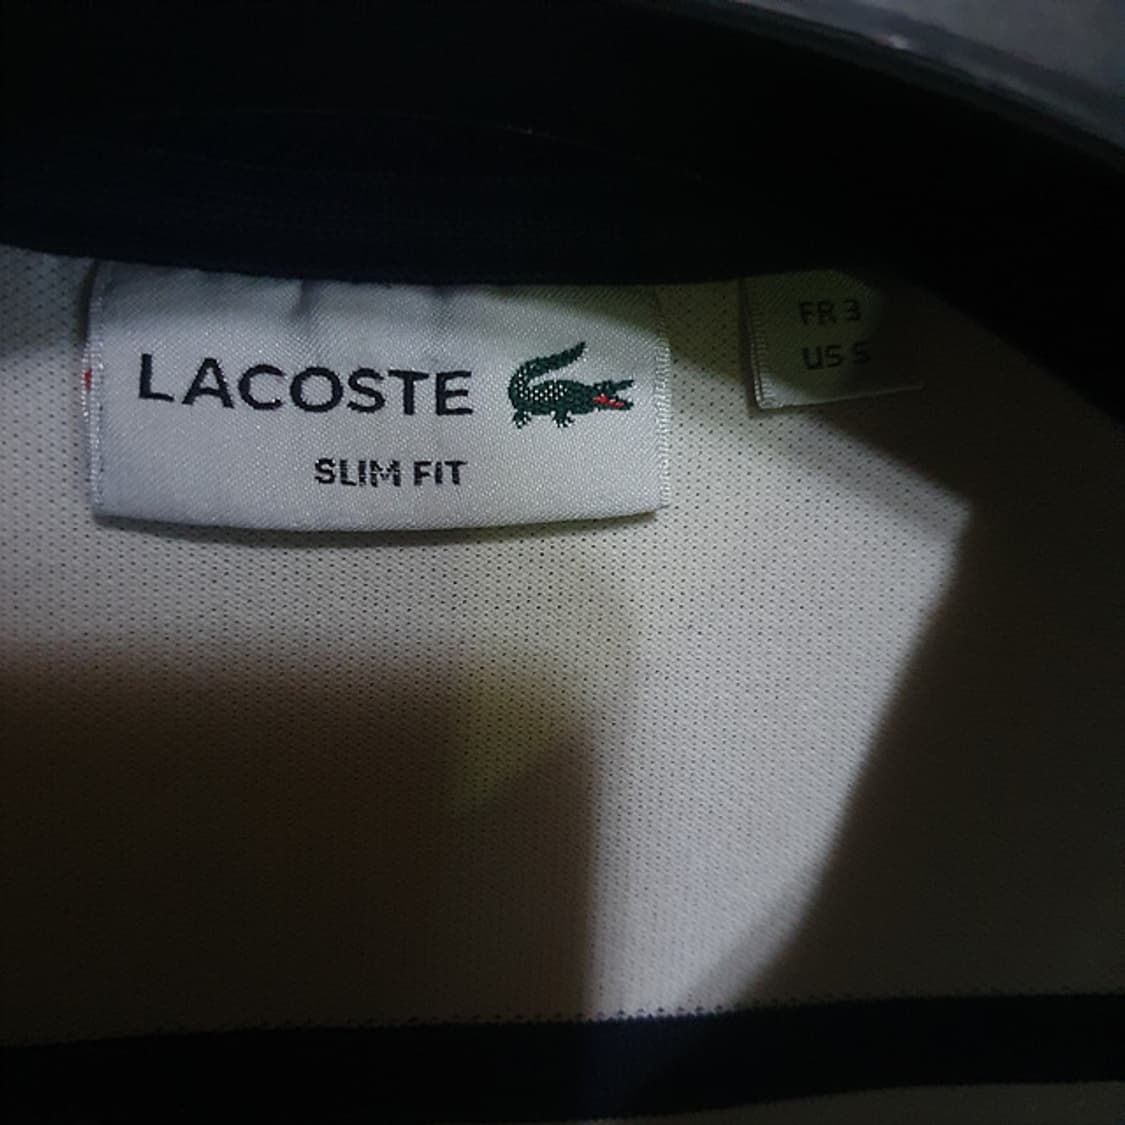 LACOSTE
SLIM FIT
FR 3
US S